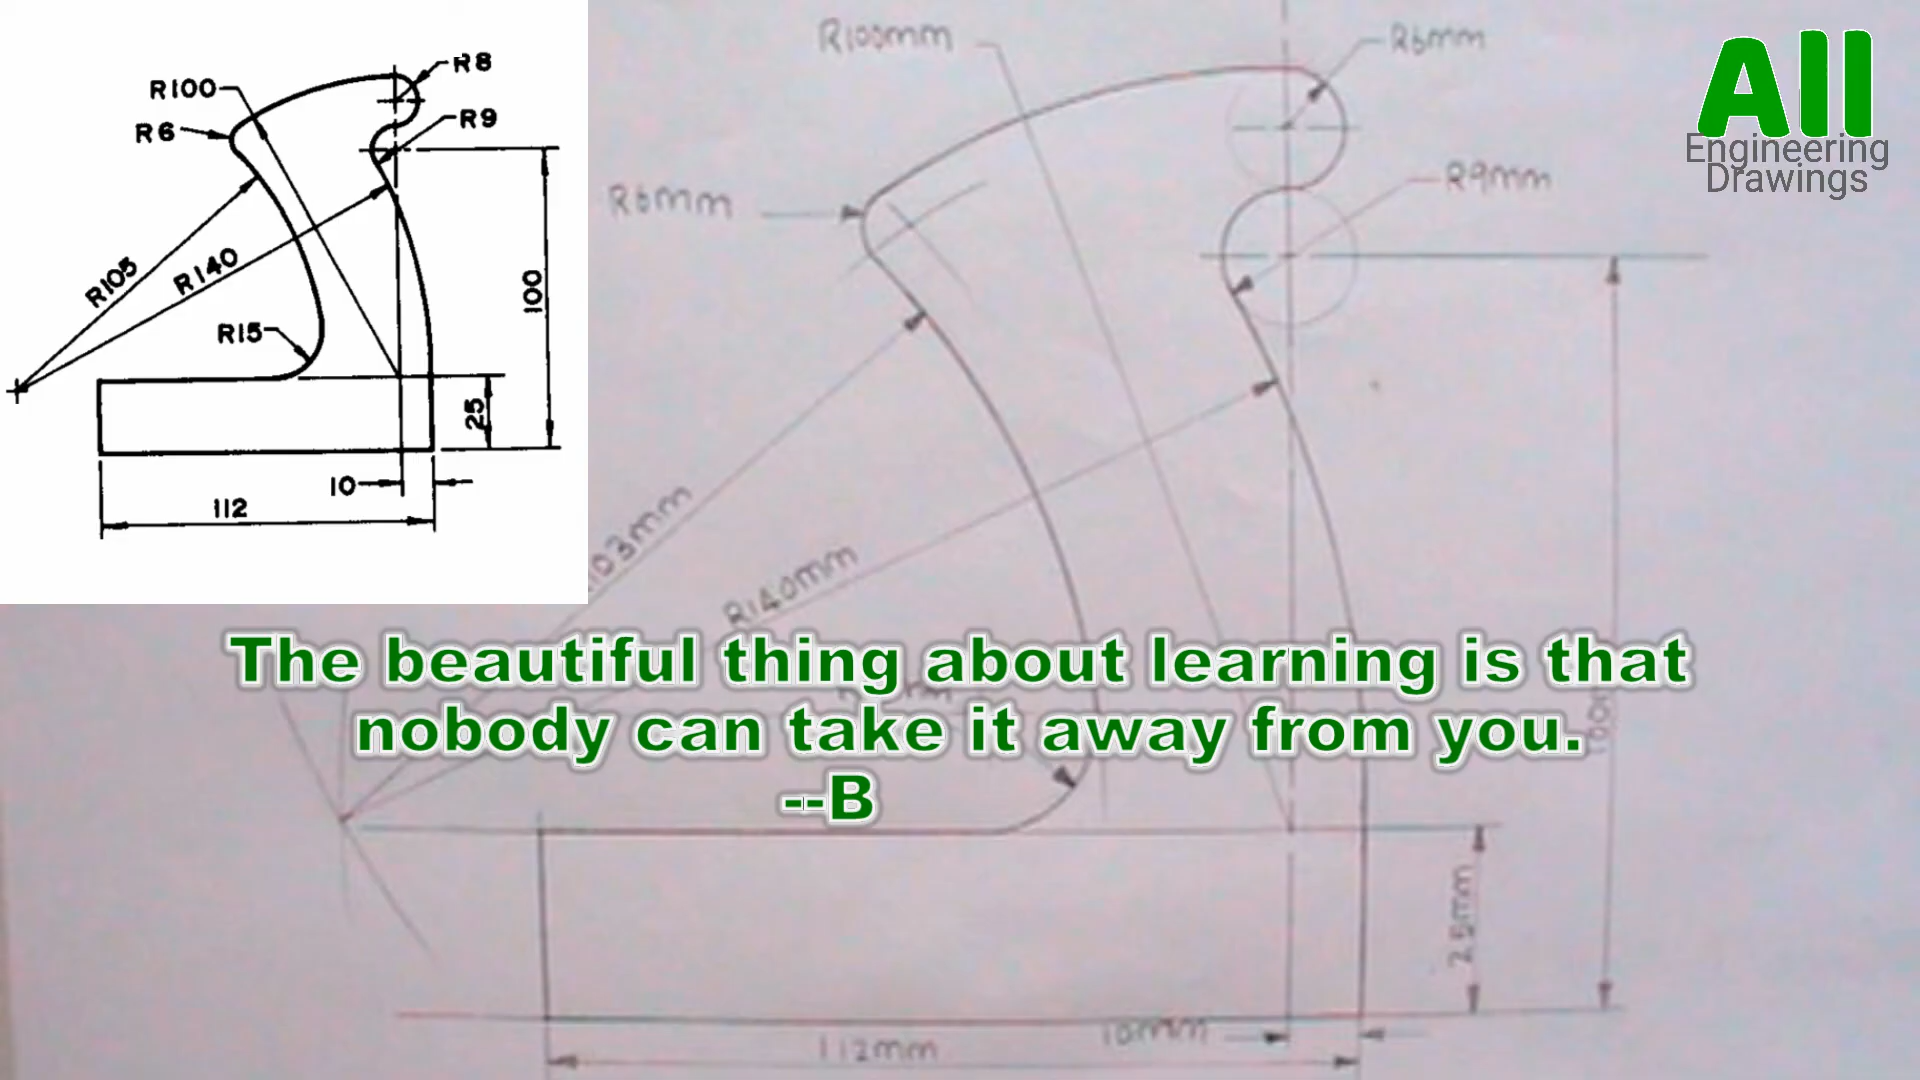 R8
R100
R6
R9
R105
R140
100
R15
25
10
112
R100mm
R6mm
R6mm
R9mm
103mm
R140mm
25mm
10mm
112mm
All
Engineering
Drawings
The beautiful thing about learning is that
nobody can take it away from you.
--B